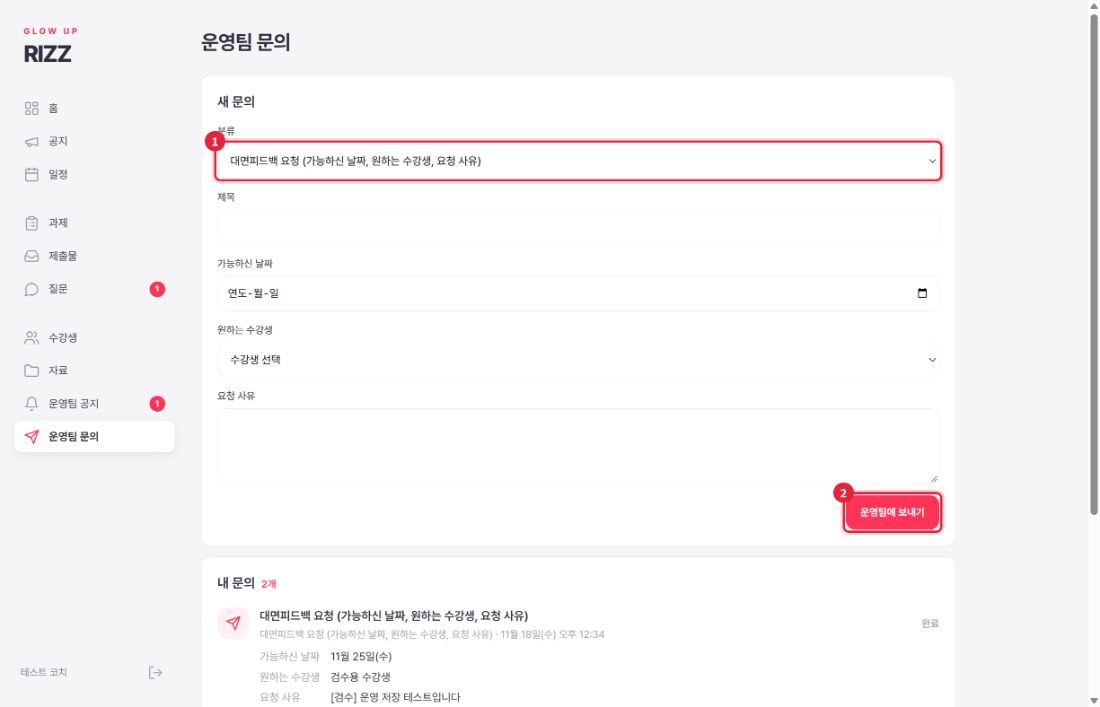 GLOW UP
RIZZ
홈
공지
일정
과제
제출물
질문 1
수강생
자료
운영팀 공지 1
운영팀 문의
테스트 코치
운영팀 문의
새 문의
분류
1
대면피드백 요청 (가능하신 날짜, 원하는 수강생, 요청 사유)
제목
가능하신 날짜
연도-월-일
원하는 수강생
수강생 선택
요청 사유
2
운영팀에 보내기
내 문의 2개
대면피드백 요청 (가능하신 날짜, 원하는 수강생, 요청 사유)
완료
대면피드백 요청 (가능하신 날짜, 원하는 수강생, 요청 사유) · 11월 18일(수) 오후 12:34
가능하신 날짜 11월 25일(수)
원하는 수강생 검수용 수강생
요청 사유 [검수] 운영 저장 테스트입니다